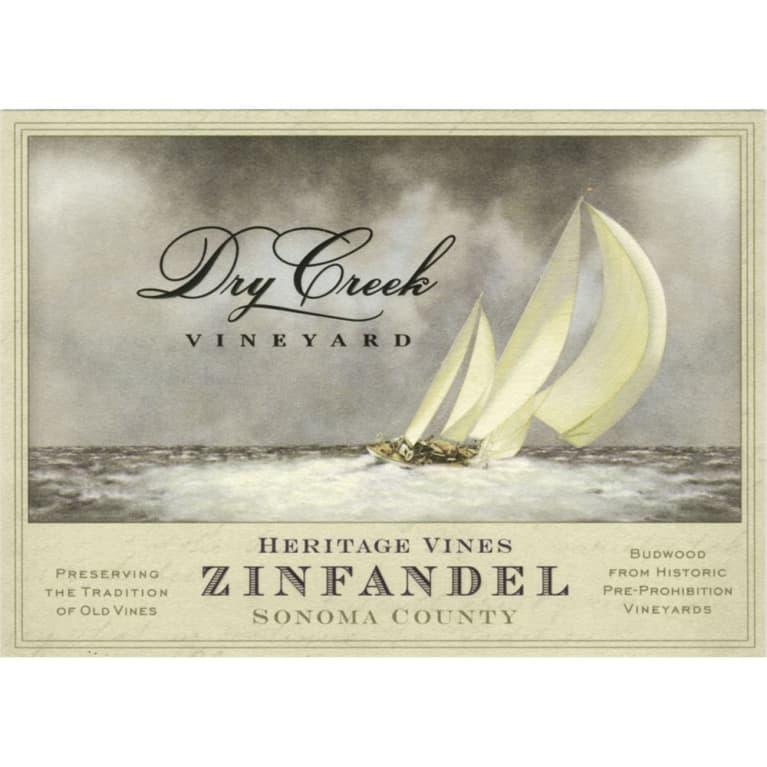 Dry Creek
VINEYARD
HERITAGE VINES
ZINFANDEL
SONOMA COUNTY
PRESERVING
THE TRADITION
OF OLD VINES
BUDWOOD
FROM HISTORIC
PRE-PROHIBITION
VINEYARDS